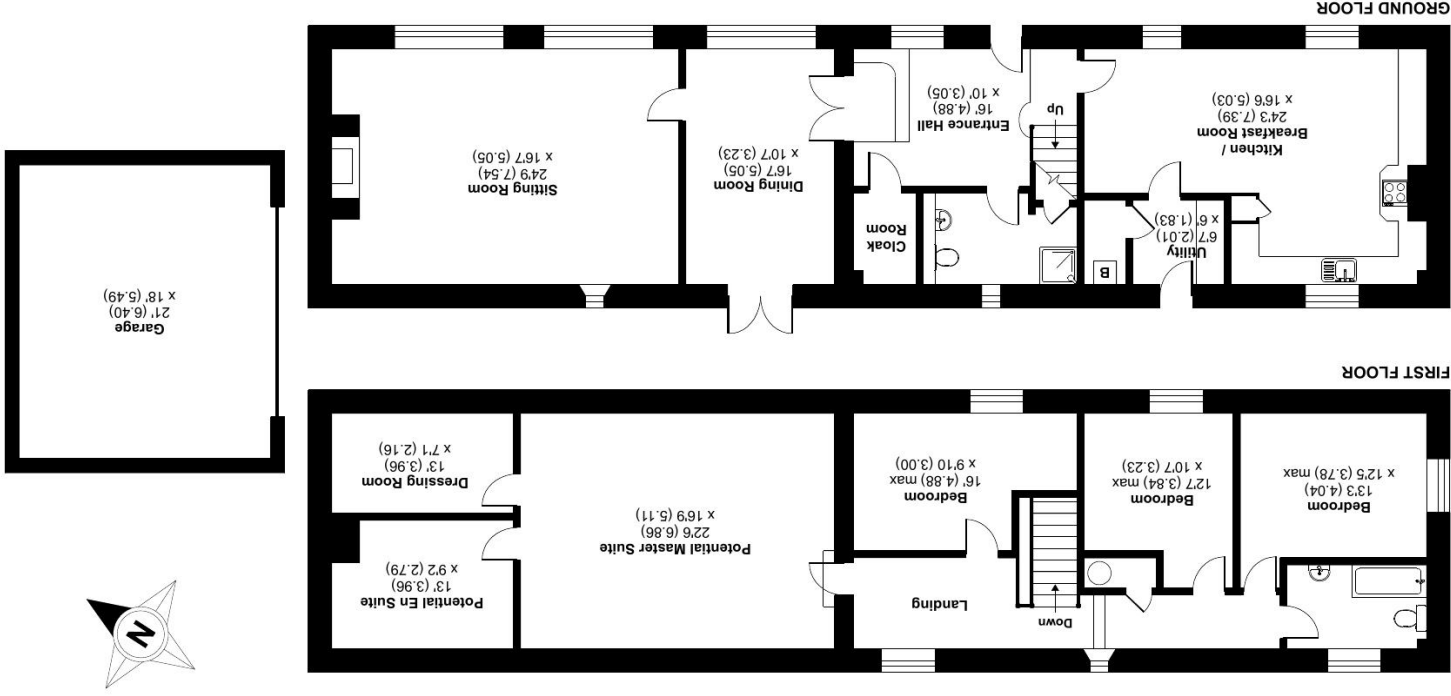 N
Potential En Suite
13' (3.96)
x 9'2 (2.79)
Dressing Room
13' (3.96)
x 7'1 (2.16)
Potential Master Suite
22'6 (6.86)
x 16'9 (5.11)
Landing
Down
Bedroom
16' (4.88) max
x 9'10 (3.00)
Bedroom
12'7 (3.84) max
x 10'7 (3.23)
Bedroom
13'3 (4.04)
x 12'5 (3.78) max
FIRST FLOOR
Garage
21' (6.40)
x 18' (5.49)
Sitting Room
24'9 (7.54)
x 16'7 (5.05)
Dining Room
16'7 (5.05)
x 10'7 (3.23)
Cloak
Room
Entrance Hall
16' (4.88)
x 10' (3.05)
Up
B
Utility
6'7 (2.01)
x 6' (1.83)
Kitchen /
Breakfast Room
24'3 (7.39)
x 16'6 (5.03)
GROUND FLOOR